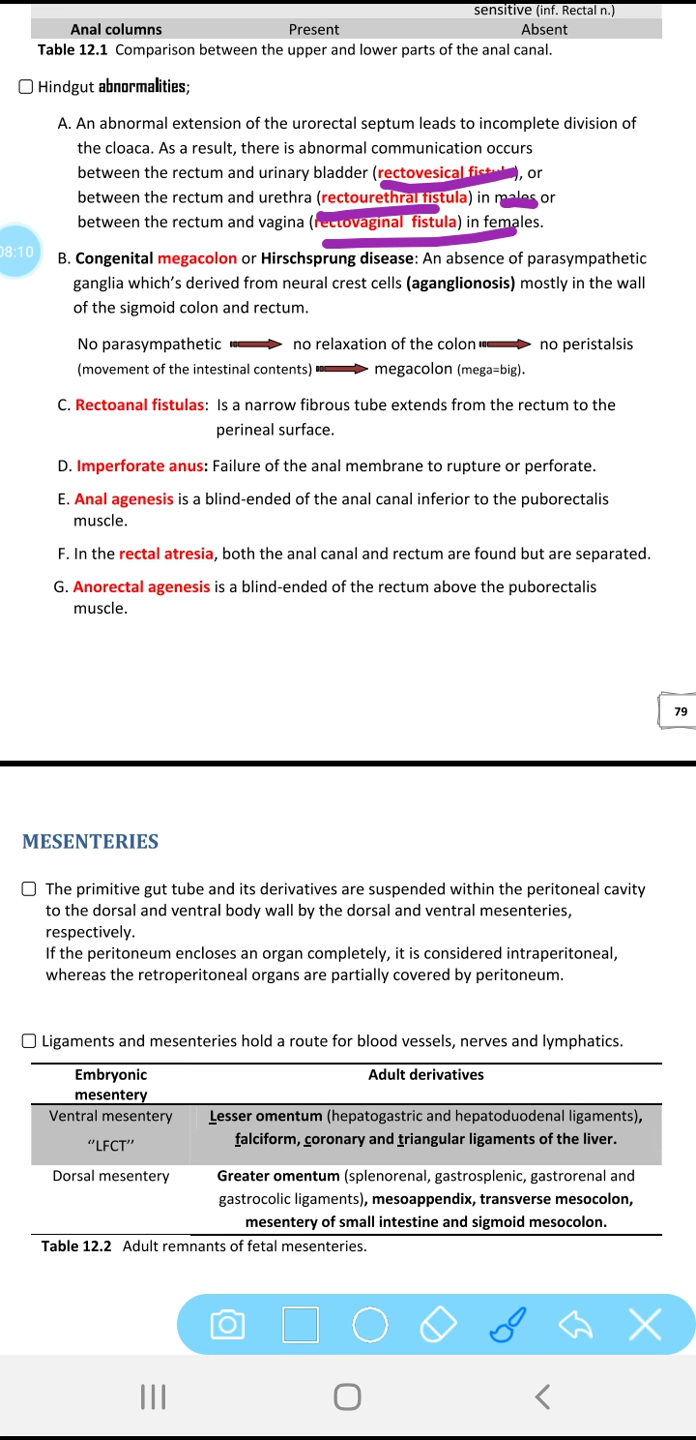 sensitive (inf. Rectal n.)
Anal columns Present Absent
Table 12.1 Comparison between the upper and lower parts of the anal canal.
Hindgut abnormalities;
A. An abnormal extension of the urorectal septum leads to incomplete division of
the cloaca. As a result, there is abnormal communication occurs
between the rectum and urinary bladder (rectovesical fistula), or
between the rectum and urethra (rectourethral fistula) in males or
between the rectum and vagina (rectovaginal fistula) in females.
08:10
B. Congenital megacolon or Hirschsprung disease: An absence of parasympathetic
ganglia which's derived from neural crest cells (aganglionosis) mostly in the wall
of the sigmoid colon and rectum.
No parasympathetic no relaxation of the colon no peristalsis
(movement of the intestinal contents) megacolon (mega=big).
C. Rectoanal fistulas: Is a narrow fibrous tube extends from the rectum to the
perineal surface.
D. Imperforate anus: Failure of the anal membrane to rupture or perforate.
E. Anal agenesis is a blind-ended of the anal canal inferior to the puborectalis
muscle.
F. In the rectal atresia, both the anal canal and rectum are found but are separated.
G. Anorectal agenesis is a blind-ended of the rectum above the puborectalis
muscle.
79
MESENTERIES
The primitive gut tube and its derivatives are suspended within the peritoneal cavity
to the dorsal and ventral body wall by the dorsal and ventral mesenteries,
respectively.
If the peritoneum encloses an organ completely, it is considered intraperitoneal,
whereas the retroperitoneal organs are partially covered by peritoneum.
Ligaments and mesenteries hold a route for blood vessels, nerves and lymphatics.
Embryonic Adult derivatives
mesentery
Ventral mesentery Lesser omentum (hepatogastric and hepatoduodenal ligaments),
‘’LFCT’’ falciform, coronary and triangular ligaments of the liver.
Dorsal mesentery Greater omentum (splenorenal, gastrosplenic, gastrorenal and
gastrocolic ligaments), mesoappendix, transverse mesocolon,
mesentery of small intestine and sigmoid mesocolon.
Table 12.2 Adult remnants of fetal mesenteries.